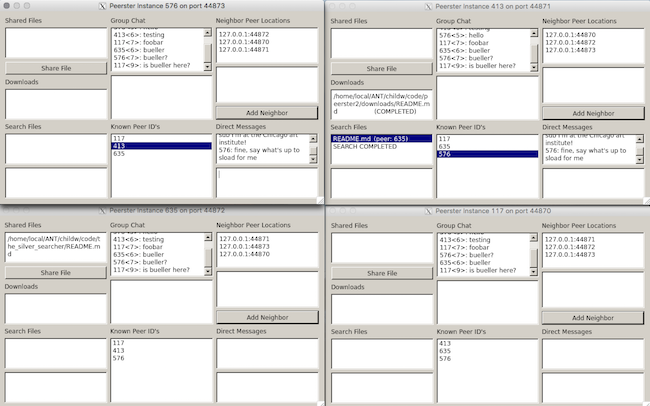 Peerster Instance 576 on port 44873
Shared Files
Group Chat
Neighbor Peer Locations
413<6>: testing
117<7>: foobar
635<6>: bueller
576<7>: bueller?
117<9>: is bueller here?
127.0.0.1:44872
127.0.0.1:44870
127.0.0.1:44871
Share File
Downloads
Add Neighbor
Search Files
Known Peer ID's
Direct Messages
117
413
635
sub I'm at the Chicago art
institute!
576: fine, say what's up to
sload for me
Peerster Instance 413 on port 44871
Shared Files
Group Chat
Neighbor Peer Locations
576<5>: hello
117<7>: foobar
635<6>: bueller
576<7>: bueller?
117<9>: is bueller here?
127.0.0.1:44870
127.0.0.1:44872
127.0.0.1:44873
Share File
Downloads
/home/local/ANT/childw/code/p
eerster2/downloads/README.m
d (COMPLETED)
Add Neighbor
Search Files
Known Peer ID's
Direct Messages
README.md (peer: 635)
SEARCH COMPLETED
117
635
576
sub I'm at the Chicago art
institute!
576: fine, say what's up to
sload for me
Peerster Instance 635 on port 44872
Shared Files
Group Chat
Neighbor Peer Locations
/home/local/ANT/childw/code/t
he_silver_searcher/README.m
d
413<6>: testing
117<7>: foobar
635<6>: bueller
576<7>: bueller?
117<9>: is bueller here?
127.0.0.1:44871
127.0.0.1:44873
127.0.0.1:44870
Share File
Downloads
Add Neighbor
Search Files
Known Peer ID's
Direct Messages
117
413
576
Peerster Instance 117 on port 44870
Shared Files
Group Chat
Neighbor Peer Locations
413<6>: testing
117<7>: foobar
635<6>: bueller
576<7>: bueller?
117<9>: is bueller here?
127.0.0.1:44871
127.0.0.1:44872
127.0.0.1:44873
Share File
Downloads
Add Neighbor
Search Files
Known Peer ID's
Direct Messages
413
635
576